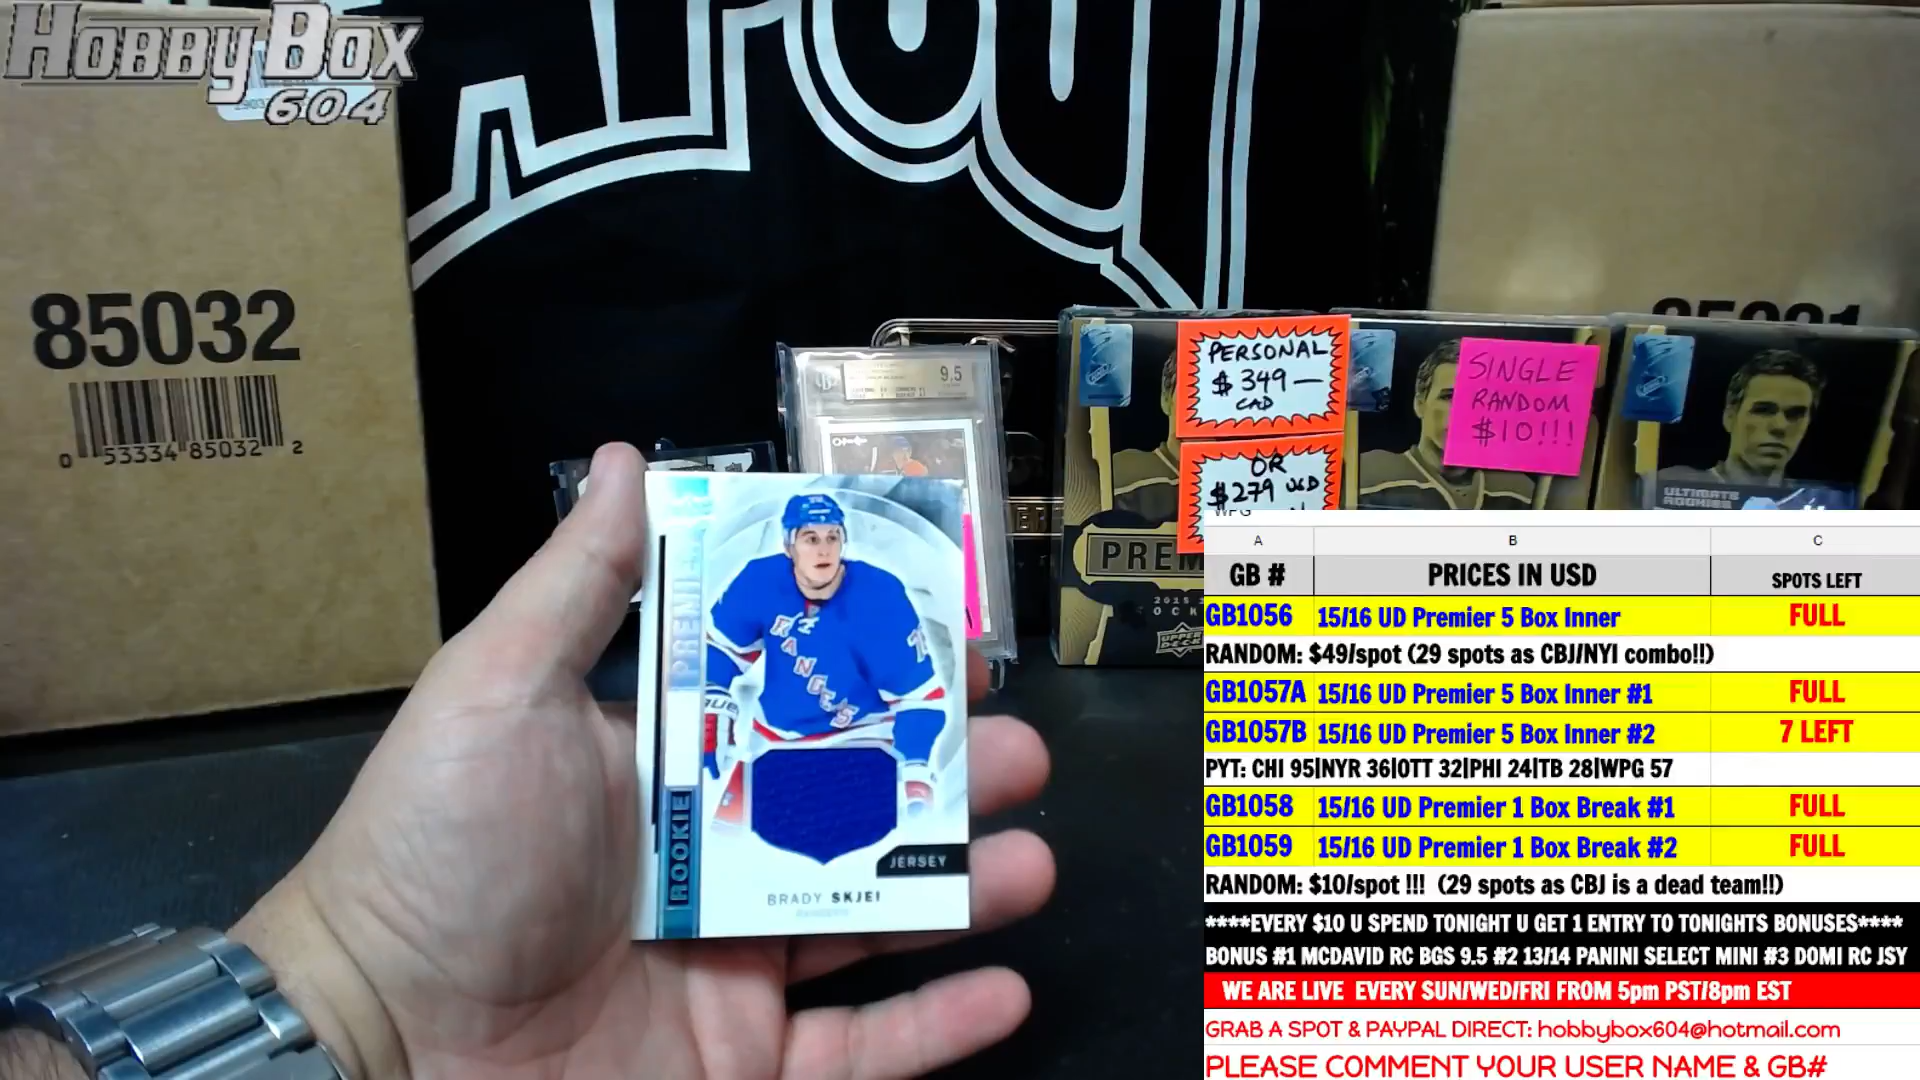 HobbyBox
604
85032
0 53334 85032 2
9.5
PERSONAL
$349—
CAD
OR
$279 USD
SINGLE
RANDOM
$10!!!
ULTIMATE
ROOKIES
PREM
UPPER
DECK
PREMI
ROOKIE
RANGERS
JERSEY
BRADY SKJEI
WPG
A B C
GB # PRICES IN USD SPOTS LEFT
GB1056 15/16 UD Premier 5 Box Inner FULL
RANDOM: $49/spot (29 spots as CBJ/NYI combo!!)
GB1057A 15/16 UD Premier 5 Box Inner #1 FULL
GB1057B 15/16 UD Premier 5 Box Inner #2 7 LEFT
PYT: CHI 95|NYR 36|OTT 32|PHI 24|TB 28|WPG 57
GB1058 15/16 UD Premier 1 Box Break #1 FULL
GB1059 15/16 UD Premier 1 Box Break #2 FULL
RANDOM: $10/spot !!! (29 spots as CBJ is a dead team!!)
****EVERY $10 U SPEND TONIGHT U GET 1 ENTRY TO TONIGHTS BONUSES****
BONUS #1 MCDAVID RC BGS 9.5 #2 13/14 PANINI SELECT MINI #3 DOMI RC JSY
WE ARE LIVE EVERY SUN/WED/FRI FROM 5pm PST/8pm EST
GRAB A SPOT & PAYPAL DIRECT: hobbybox604@hotmail.com
PLEASE COMMENT YOUR USER NAME & GB#